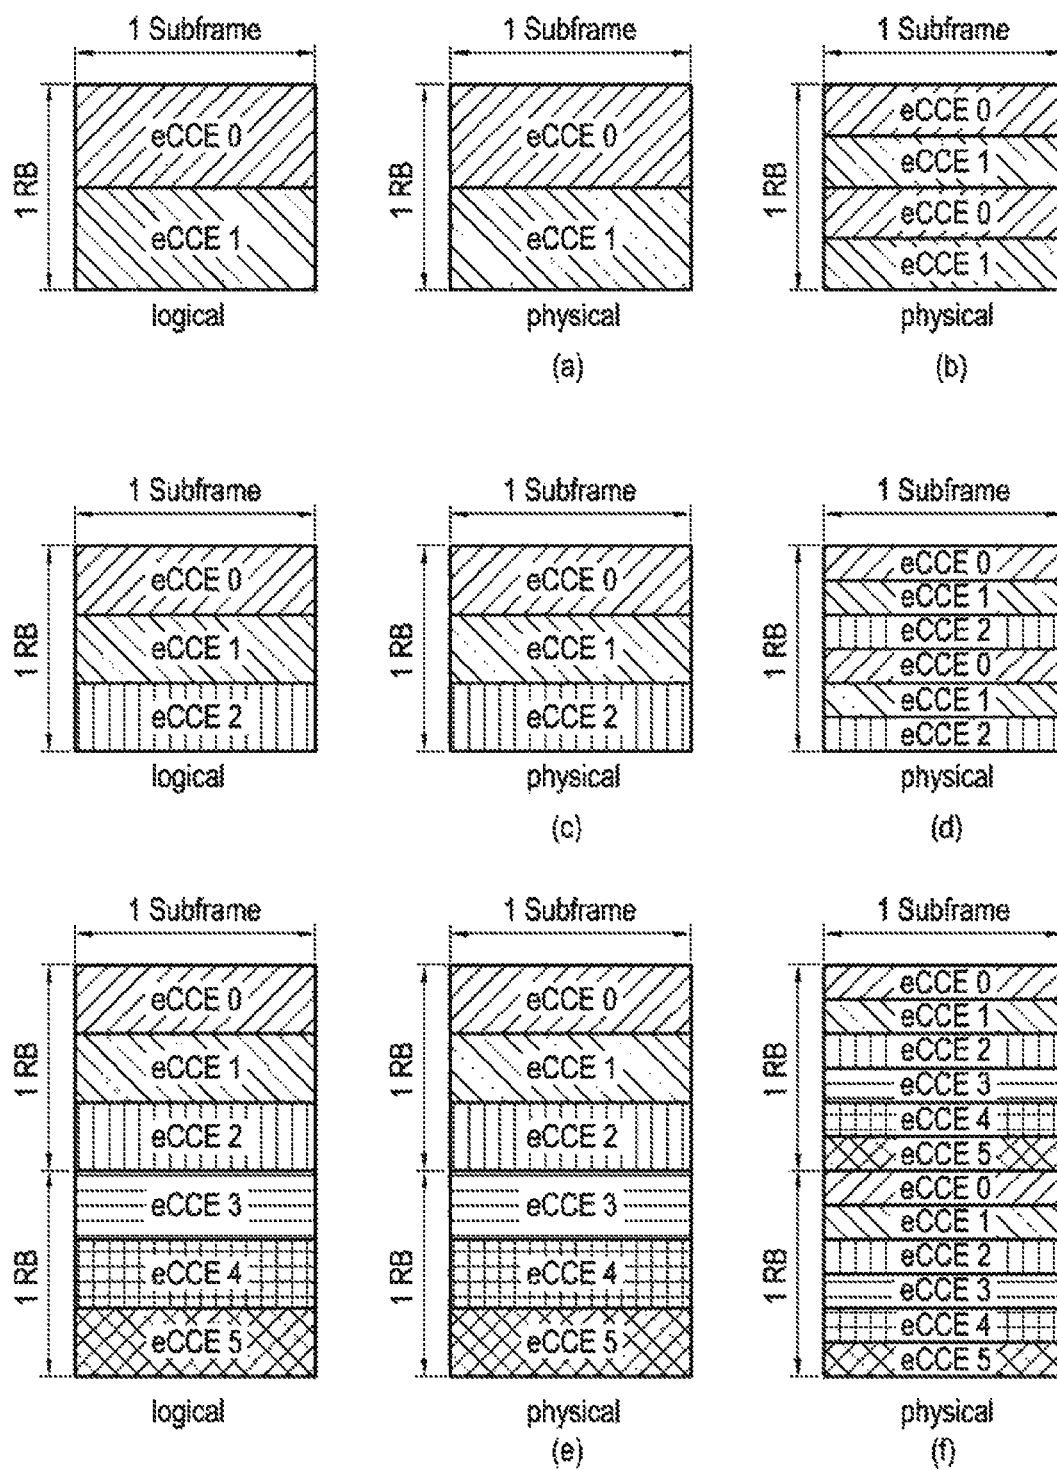 1 Subframe
1 Subframe
1 Subframe
1 RB
eCCE 0
eCCE 1
logical
1 RB
eCCE 0
eCCE 1
physical
(a)
1 RB
eCCE 0
eCCE 1
eCCE 0
eCCE 1
physical
(b)
1 Subframe
1 Subframe
1 Subframe
1 RB
eCCE 0
eCCE 1
eCCE 2
logical
1 RB
eCCE 0
eCCE 1
eCCE 2
physical
(c)
1 RB
eCCE 0
eCCE 1
eCCE 2
eCCE 0
eCCE 1
eCCE 2
physical
(d)
1 Subframe
1 Subframe
1 Subframe
1 RB
1 RB
eCCE 0
eCCE 1
eCCE 2
eCCE 3
eCCE 4
eCCE 5
logical
1 RB
1 RB
eCCE 0
eCCE 1
eCCE 2
eCCE 3
eCCE 4
eCCE 5
physical
(e)
1 RB
1 RB
eCCE 0
eCCE 1
eCCE 2
eCCE 3
eCCE 4
eCCE 5
eCCE 0
eCCE 1
eCCE 2
eCCE 3
eCCE 4
eCCE 5
physical
(f)